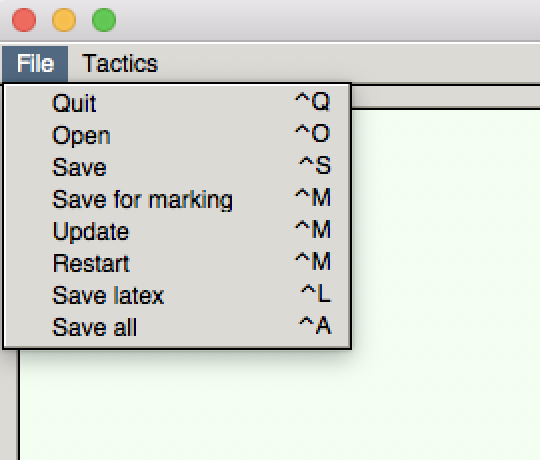 File Tactics
Quit ^Q
Open ^O
Save ^S
Save for marking ^M
Update ^M
Restart ^M
Save latex ^L
Save all ^A